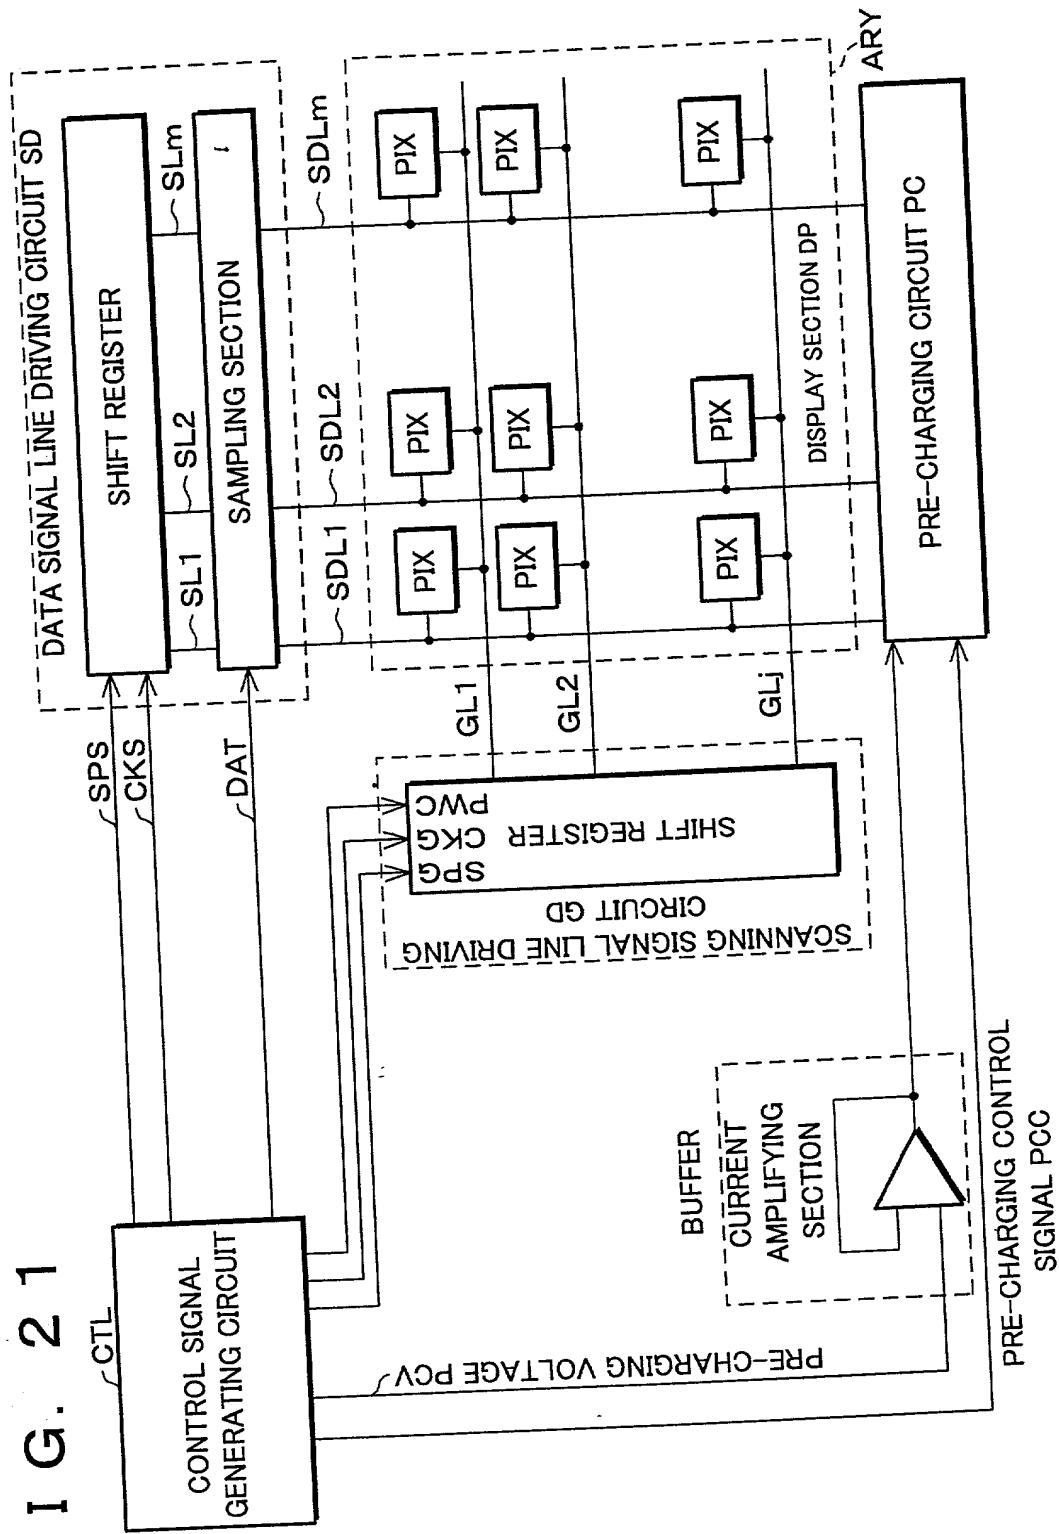 I G. 2 1
CTL
CONTROL SIGNAL
GENERATING CIRCUIT
SPS
CKS
DAT
DATA SIGNAL LINE DRIVING CIRCUIT SD
SHIFT REGISTER
SL1
SL2
SLm
SAMPLING SECTION
SDL1
SDL2
SDLm
PIX
PIX
PIX
PIX
PIX
PIX
PIX
PIX
PIX
GL1
GL2
GLj
DISPLAY SECTION DP
ARY
PWC
CKG
SPG
SHIFT REGISTER
SCANNING SIGNAL LINE DRIVING
CIRCUIT GD
PRE-CHARGING CIRCUIT PC
BUFFER
CURRENT
AMPLIFYING
SECTION
PRE-CHARGING VOLTAGE PCV
PRE-CHARGING CONTROL
SIGNAL PCC